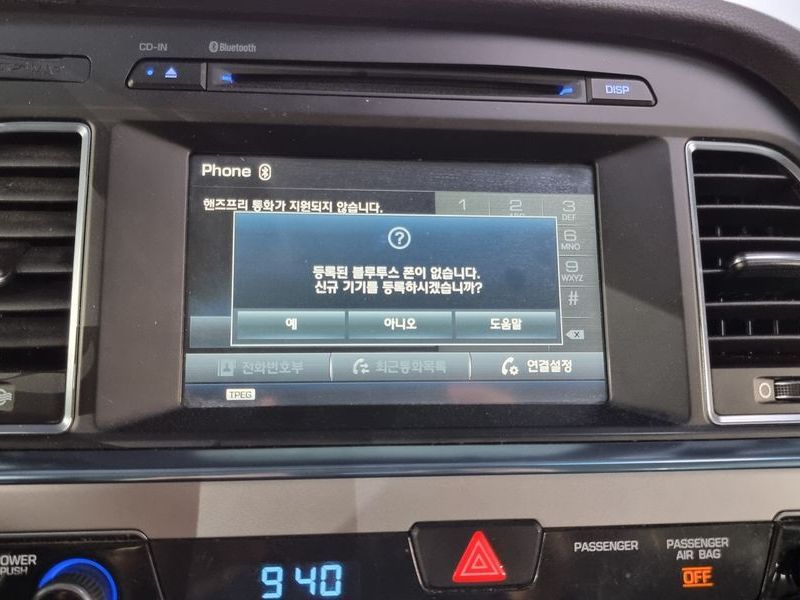 CD-IN
Bluetooth
DISP
Phone
핸즈프리 통화가 지원되지 않습니다.
1 2 3
DEF
6
MNO
9
WXYZ
#
?
등록된 블루투스 폰이 없습니다.
신규 기기를 등록하시겠습니까?
예 아니오 도움말
전화번호부 최근통화목록 연결설정
TPEG
POWER
PUSH
9:40
PASSENGER
PASSENGER
AIR BAG
OFF